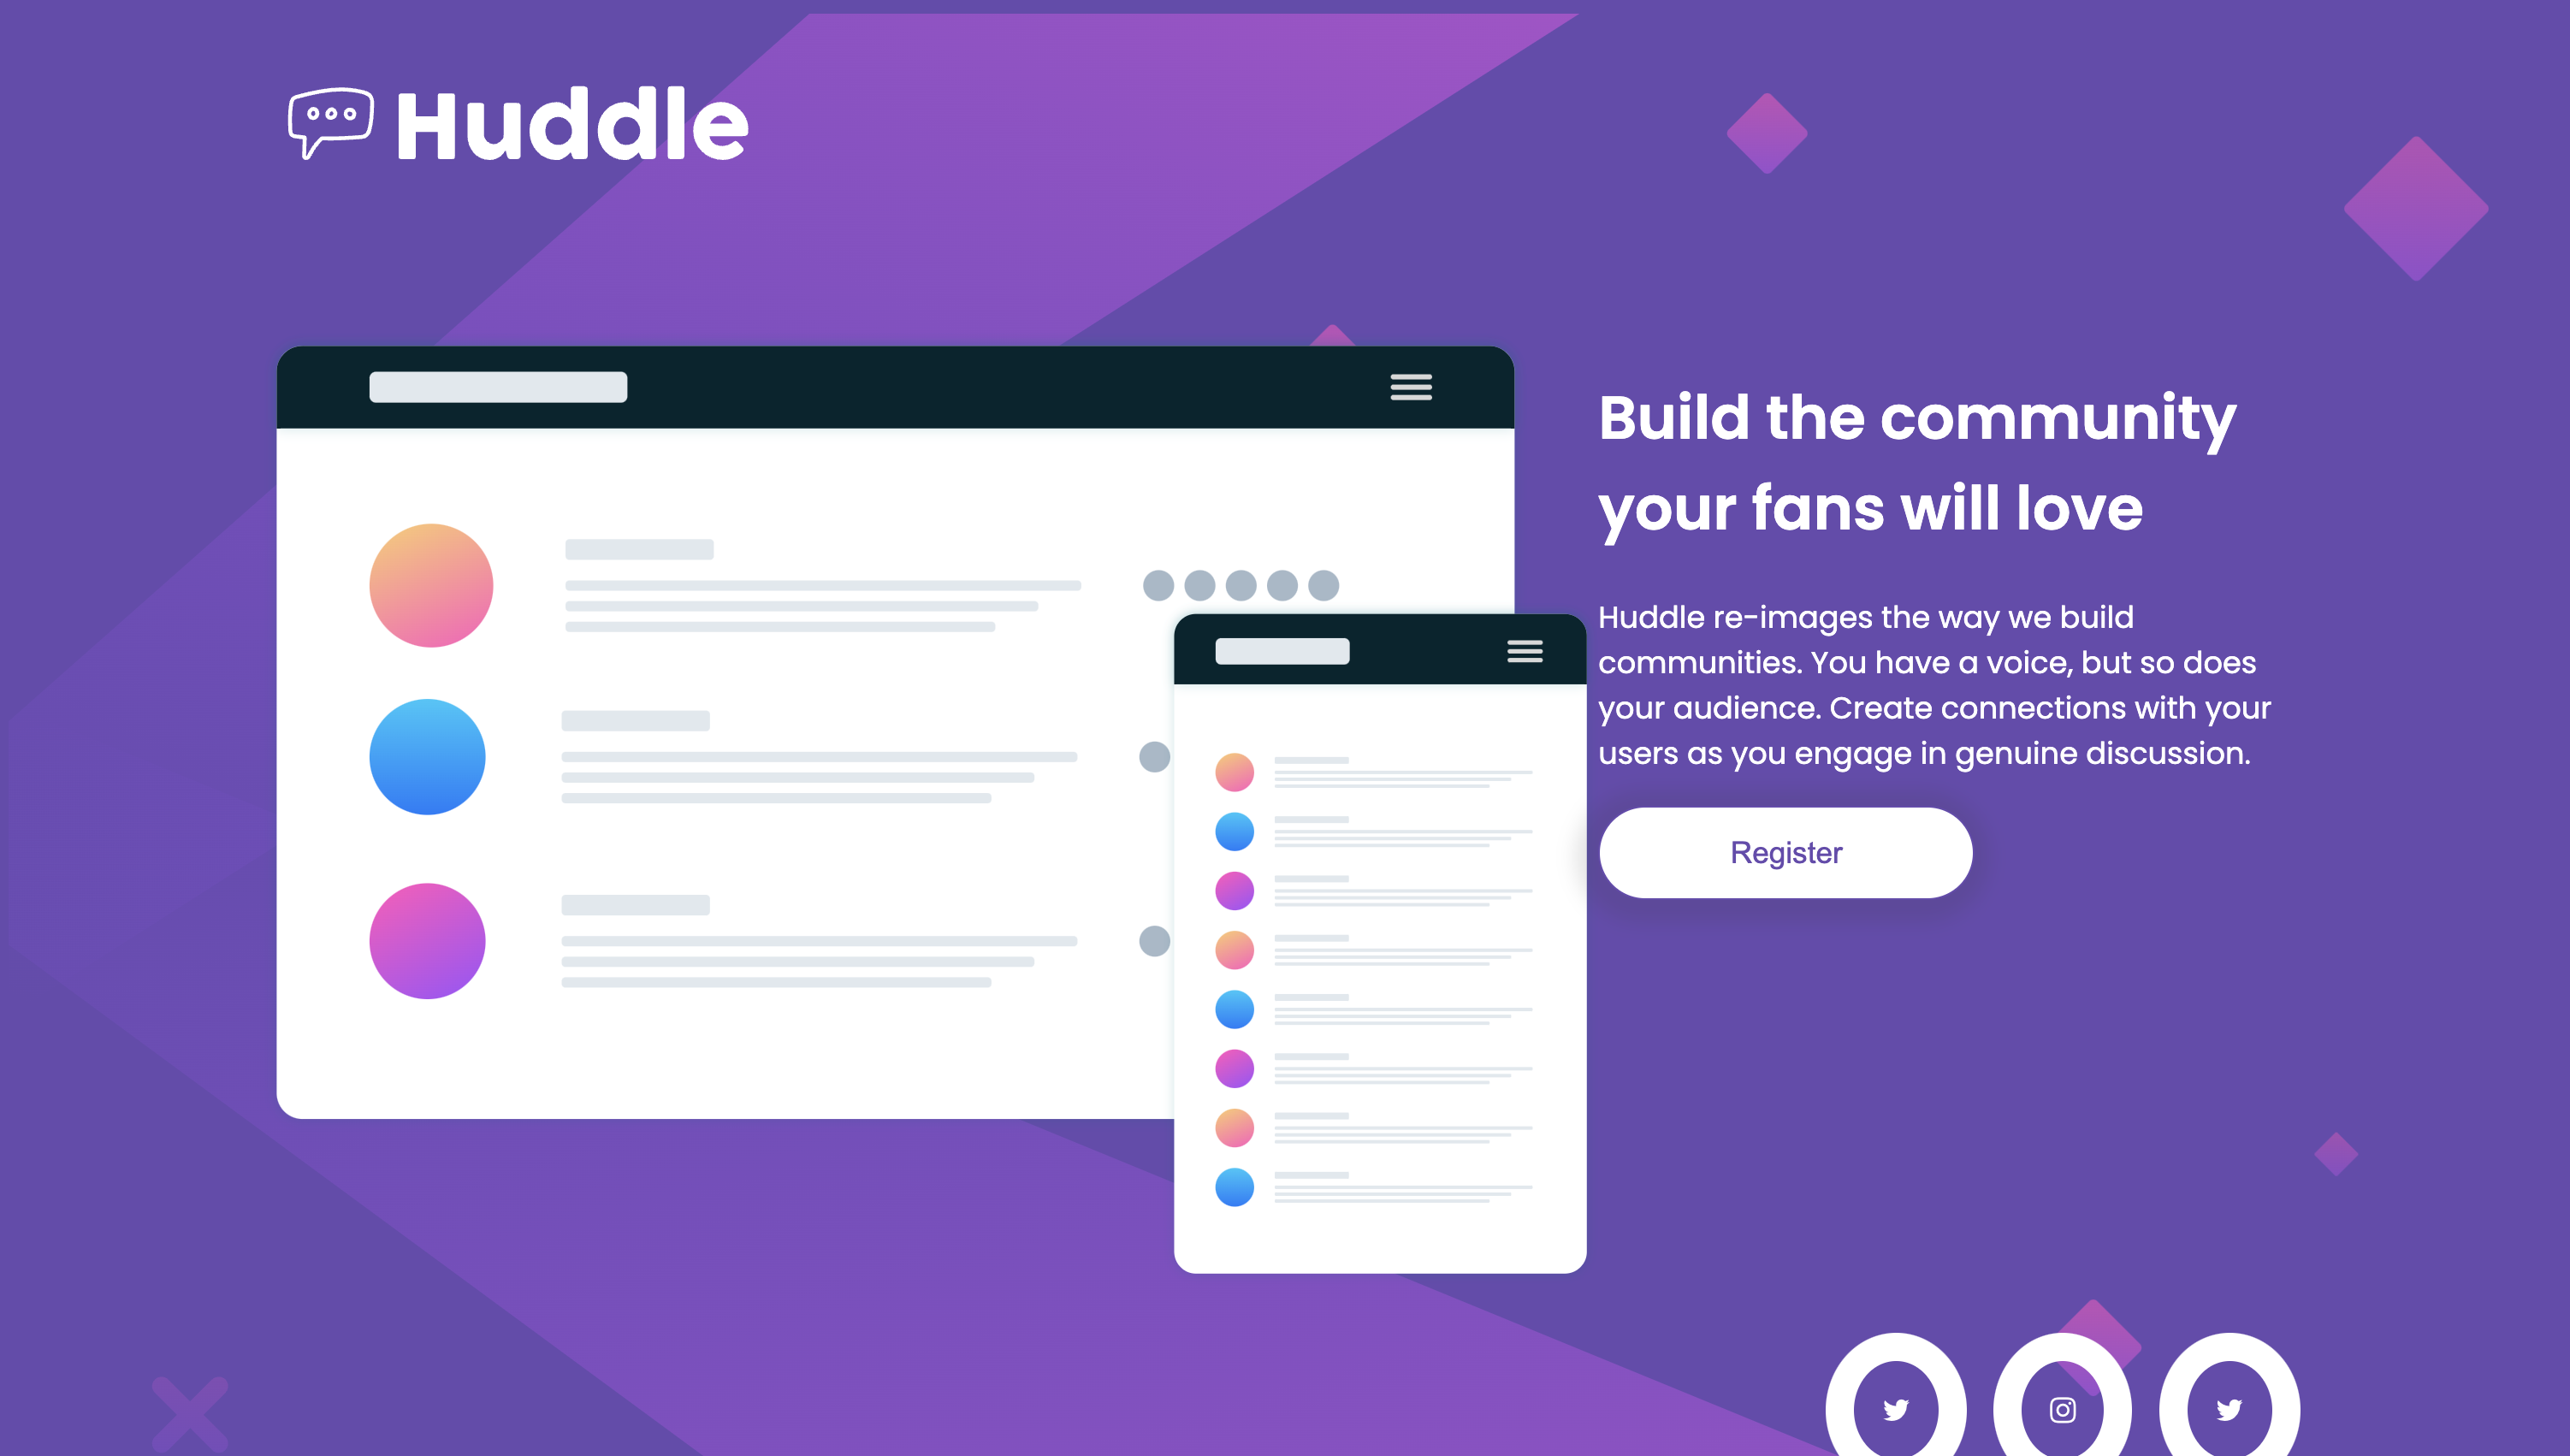 Huddle
Build the community
your fans will love
Huddle re-images the way we build
communities. You have a voice, but so does
your audience. Create connections with your
users as you engage in genuine discussion.
Register